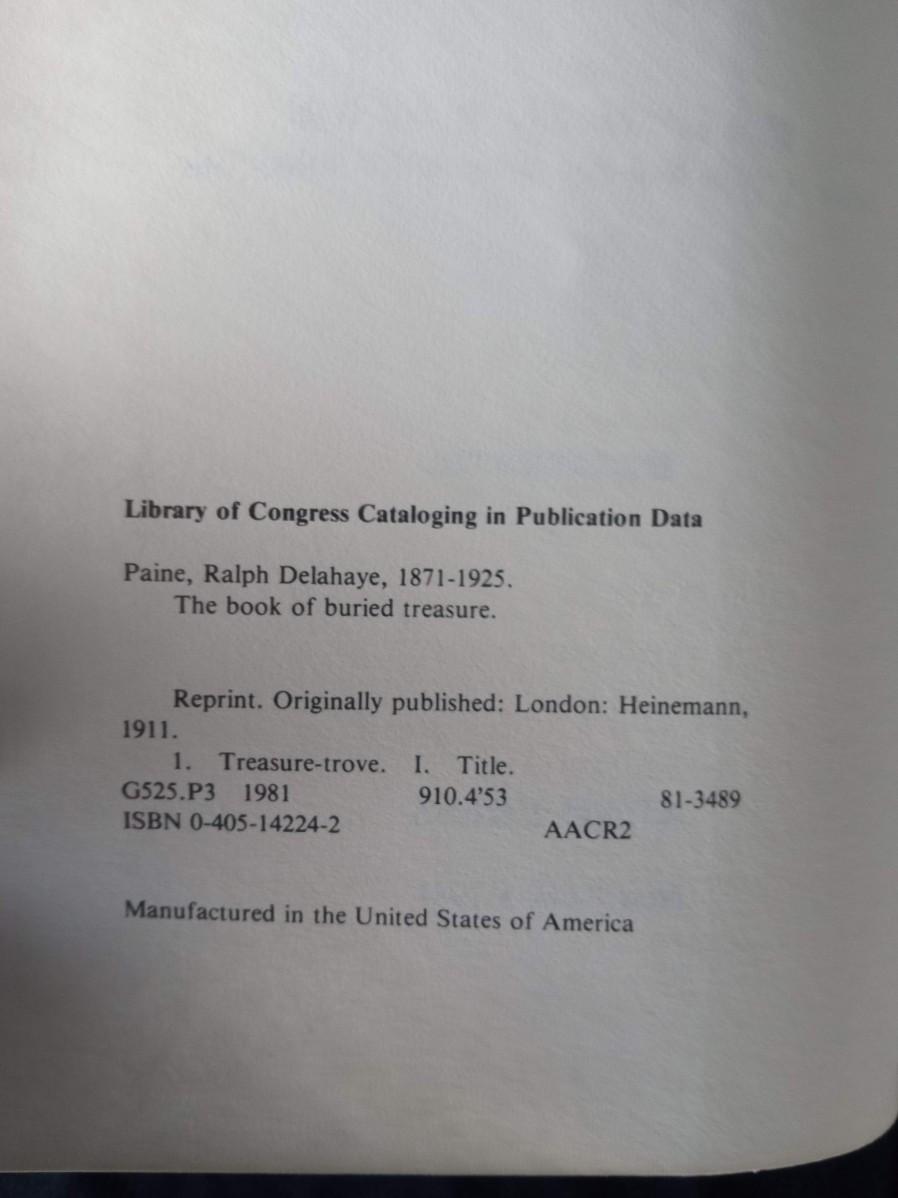 Library of Congress Cataloging in Publication Data
Paine, Ralph Delahaye, 1871-1925.
The book of buried treasure.
Reprint. Originally published: London: Heinemann,
1911.
1. Treasure-trove. I. Title.
G525.P3 1981 910.4'53 81-3489
ISBN 0-405-14224-2 AACR2
Manufactured in the United States of America